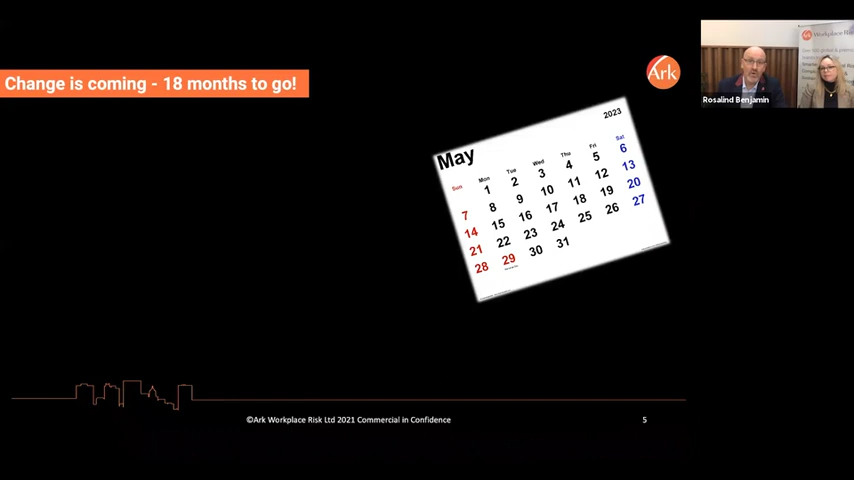 Change is coming - 18 months to go!
Ark
Workplace Risk
Rosalind Benjamin
2023
May
Sun Mon Tue Wed Thu Fri Sat
1 2 3 4 5 6
7 8 9 10 11 12 13
14 15 16 17 18 19 20
21 22 23 24 25 26 27
28 29 30 31
©Ark Workplace Risk Ltd 2021 Commercial in Confidence
5